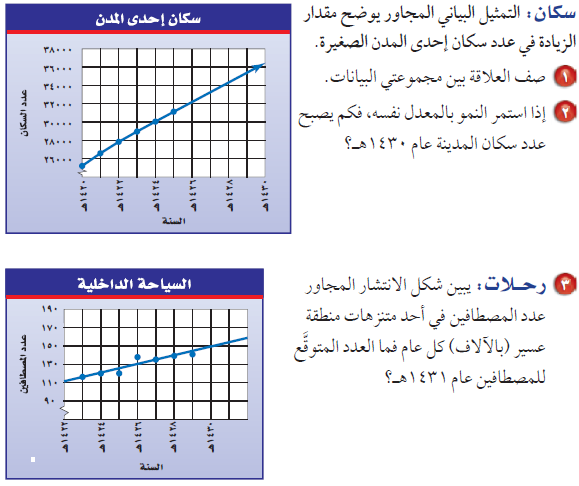 سكان: التمثيل البياني المجاور يوضح مقدار
الزيادة في عدد سكان إحدى المدن الصغيرة.
١ صف العلاقة بين مجموعتي البيانات.
٢ إذا استمر النمو بالمعدل نفسه، فكم يصبح
عدد سكان المدينة عام ١٤٣٠هـ؟
سكان إحدى المدن
عدد السكان
٣٨٠٠٠
٣٦٠٠٠
٣٤٠٠٠
٣٢٠٠٠
٣٠٠٠٠
٢٨٠٠٠
٢٦٠٠٠
١٤٢٠هـ
١٤٢٢هـ
١٤٢٤هـ
١٤٢٦هـ
١٤٢٨هـ
١٤٣٠هـ
السنة
٣ رحلات: يبين شكل الانتشار المجاور
عدد المصطافين في أحد متنزهات منطقة
عسير (بالآلاف) كل عام فما العدد المتوقَّع
للمصطافين عام ١٤٣١هـ؟
السياحة الداخلية
عدد المصطافين
١٩٠
١٧٠
١٥٠
١٣٠
١١٠
٩٠
١٤٢٢هـ
١٤٢٤هـ
١٤٢٦هـ
١٤٢٨هـ
١٤٣٠هـ
السنة